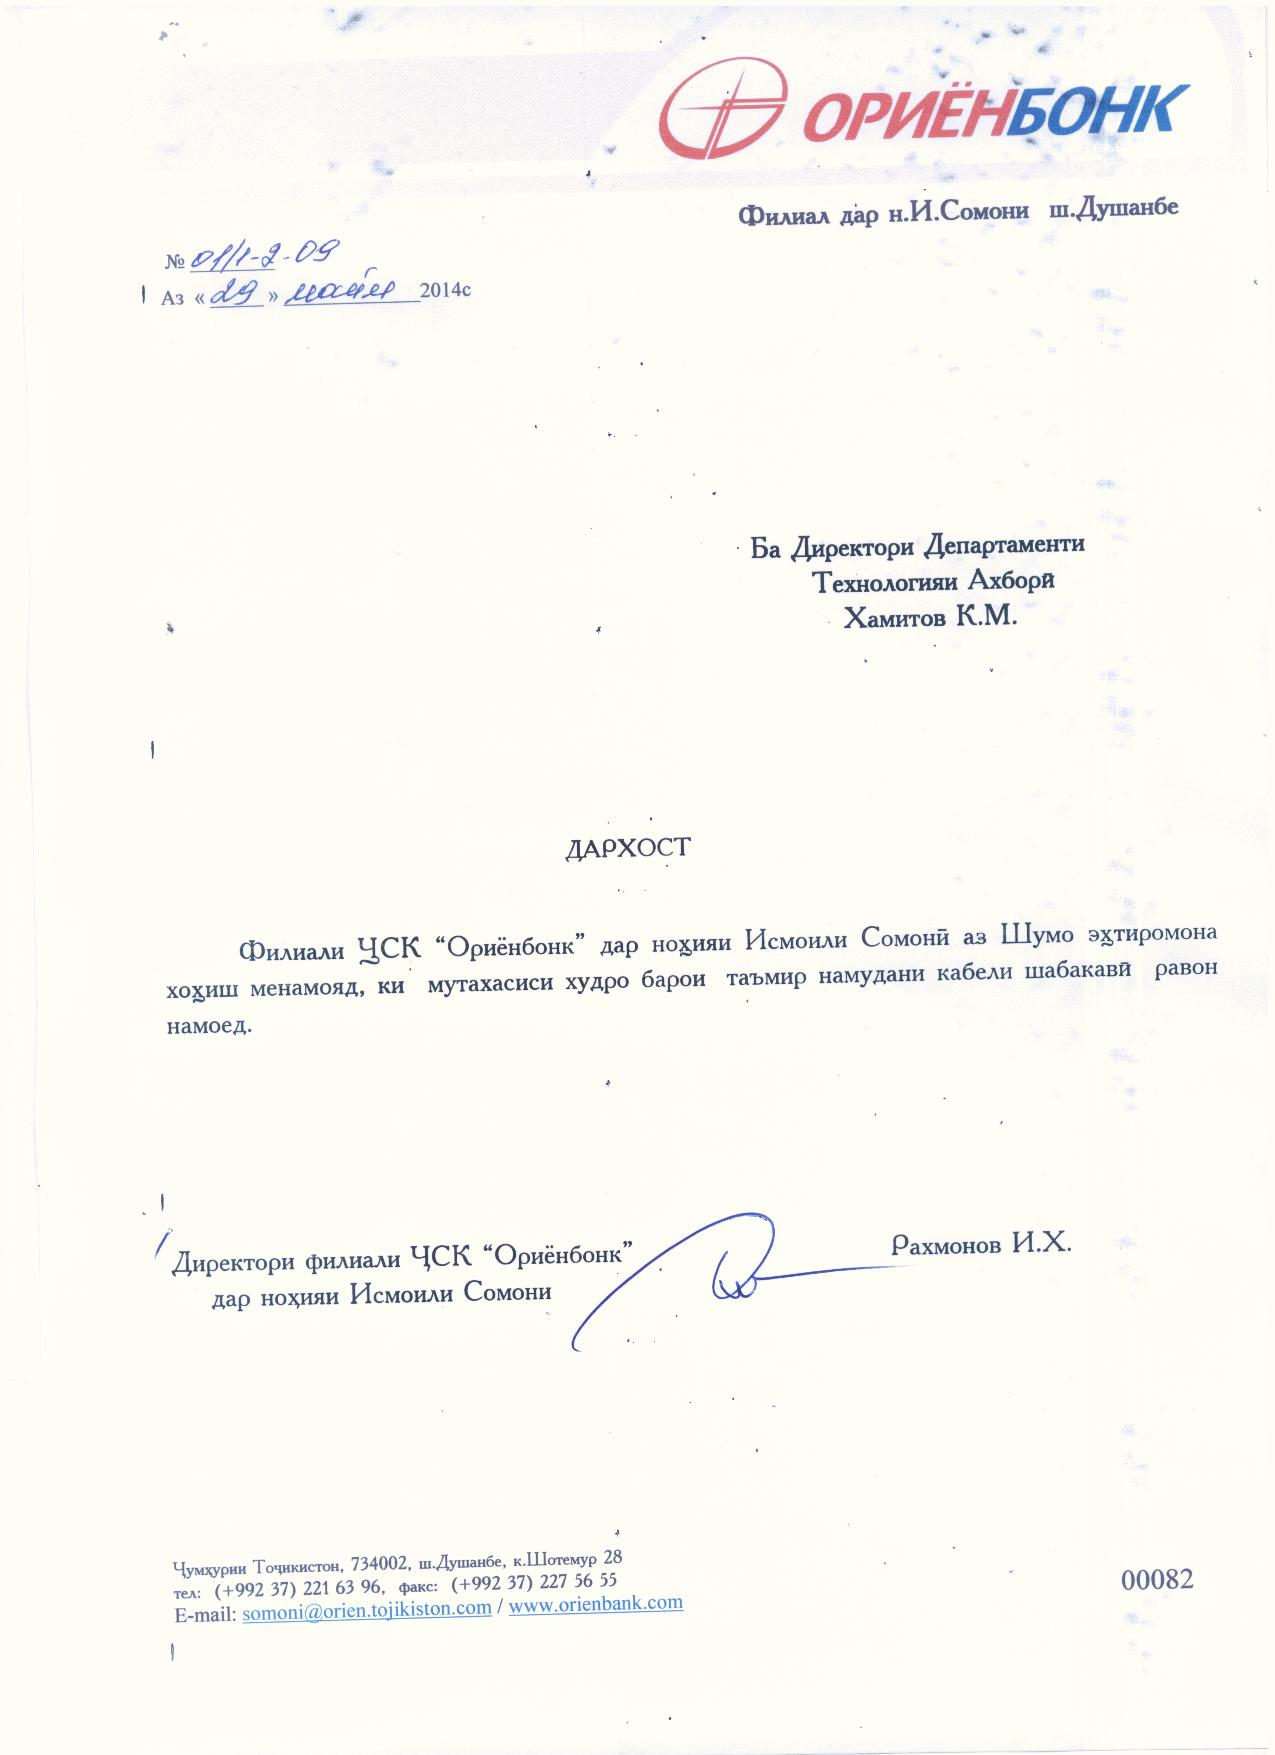 ОРИЁНБОНК
Филиал дар н.И.Сомони ш.Душанбе
№ 01/1-2-09
Аз « 29 » майи 2014с
Ба Директори Департаменти
Технологияи Ахборӣ
Хамитов К.М.
ДАРХОСТ
Филиали ҶСК “Ориёнбонк” дар ноҳияи Исмоили Сомонӣ аз Шумо эҳтиромона
хоҳиш менамояд, ки мутахасиси худро барои таъмир намудани кабели шабакавӣ равон
намоед.
Директори филиали ҶСК “Ориёнбонк” Рахмонов И.Х.
дар ноҳияи Исмоили Сомони
Ҷумҳурии Тоҷикистон, 734002, ш.Душанбе, к.Шотемур 28
тел: (+992 37) 221 63 96, факс: (+992 37) 227 56 55
E-mail: somoni@orien.tojikiston.com / www.orienbank.com
00082